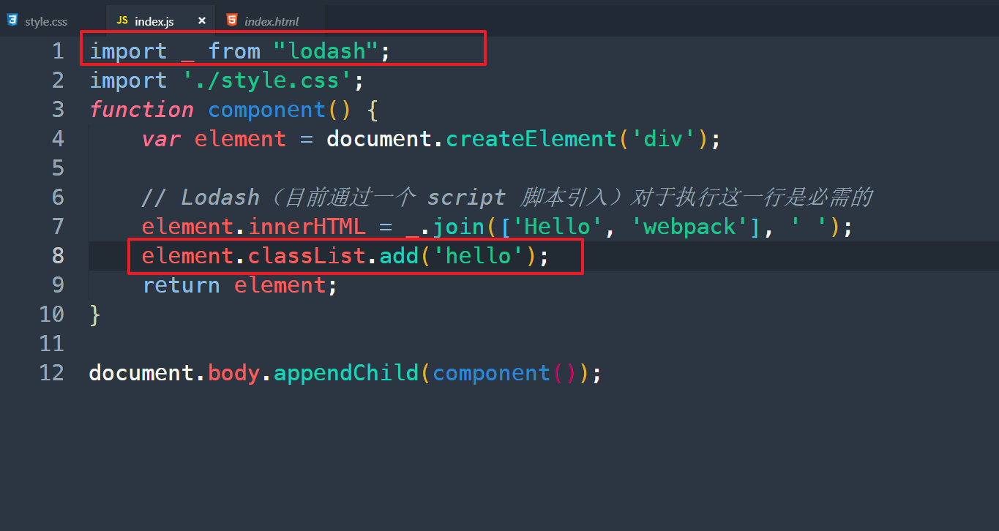 style.css JS index.js × index.html
1 import _ from "lodash";
2 import './style.css';
3 function component() {
4     var element = document.createElement('div');
5
6     // Lodash（目前通过一个 script 脚本引入）对于执行这一行是必需的
7     element.innerHTML = _.join(['Hello', 'webpack'], ' ');
8     element.classList.add('hello');
9     return element;
10 }
11
12 document.body.appendChild(component());